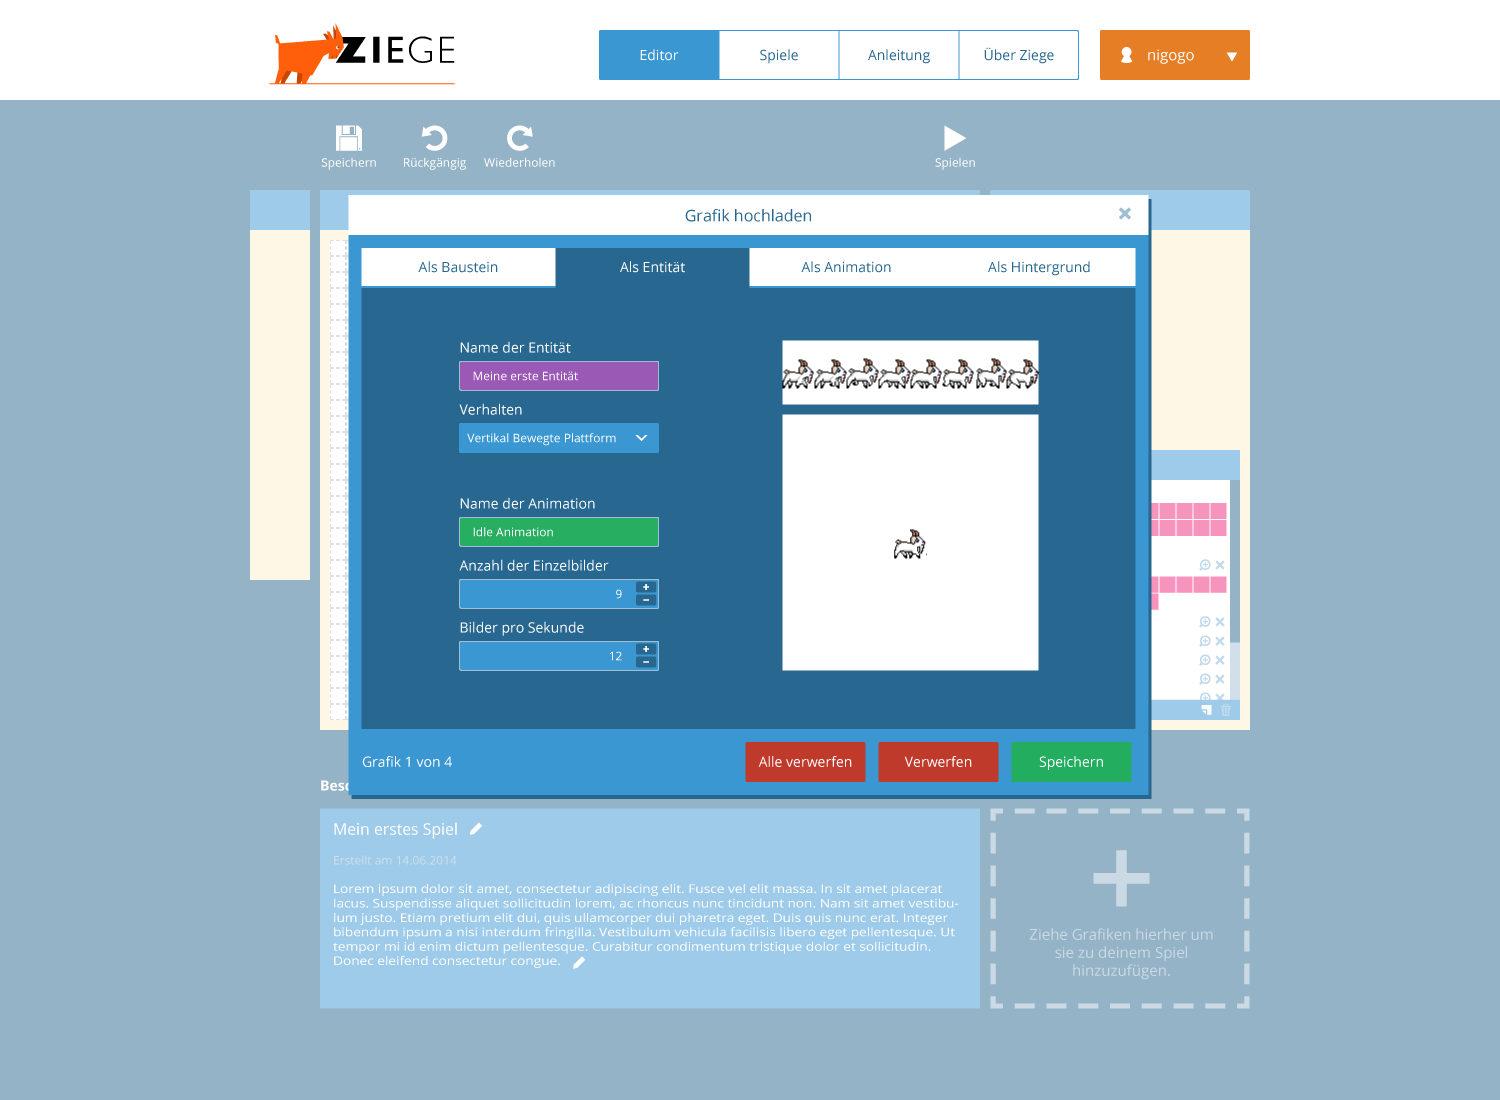 ZIEGE
Editor
Spiele
Anleitung
Über Ziege
nigogo
Speichern
Rückgängig
Wiederholen
Spielen
Grafik hochladen
Als Baustein
Als Entität
Als Animation
Als Hintergrund
Name der Entität
Meine erste Entität
Verhalten
Vertikal Bewegte Plattform
Name der Animation
Idle Animation
Anzahl der Einzelbilder
9
Bilder pro Sekunde
12
Grafik 1 von 4
Alle verwerfen
Verwerfen
Speichern
Mein erstes Spiel
Erstellt am 14.06.2014
Lorem ipsum dolor sit amet, consectetur adipiscing elit. Fusce vel elit massa. In sit amet placerat
lacus. Suspendisse aliquet sollicitudin lorem, ac rhoncus nunc tincidunt non. Nam sit amet vestibu-
lum justo. Etiam pretium elit dui, quis ullamcorper dui pharetra eget. Duis quis nunc erat. Integer
bibendum ipsum a nisi interdum fringilla. Vestibulum vehicula facilisis libero eget pellentesque. Ut
tempor mi id enim dictum pellentesque. Curabitur condimentum tristique dolor et sollicitudin.
Donec eleifend consectetur congue.
Ziehe Grafiken hierher um
sie zu deinem Spiel
hinzuzufügen.